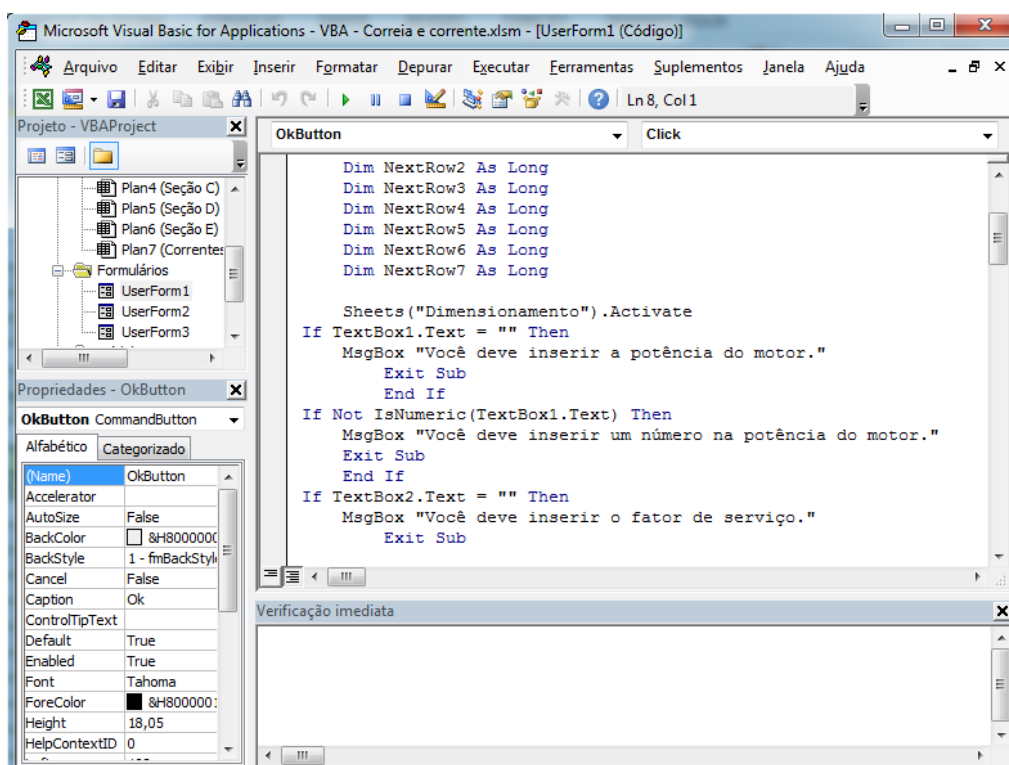 Microsoft Visual Basic for Applications - VBA - Correia e corrente.xlsm - [UserForm1 (Código)]
Arquivo Editar Exibir Inserir Formatar Depurar Executar Ferramentas Suplementos Janela Ajuda
Ln 8, Col 1
Projeto - VBAProject
Plan4 (Seção C)
Plan5 (Seção D)
Plan6 (Seção E)
Plan7 (Correntes
Formulários
UserForm1
UserForm2
UserForm3
Propriedades - OkButton
OkButton CommandButton
Alfabético Categorizado
(Name) OkButton
Accelerator
AutoSize False
BackColor &H8000000
BackStyle 1 - fmBackStyl
Cancel False
Caption Ok
ControlTipText
Default True
Enabled True
Font Tahoma
ForeColor &H8000001
Height 18,05
HelpContextID 0
OkButton Click
Dim NextRow2 As Long
Dim NextRow3 As Long
Dim NextRow4 As Long
Dim NextRow5 As Long
Dim NextRow6 As Long
Dim NextRow7 As Long
Sheets("Dimensionamento").Activate
If TextBox1.Text = "" Then
MsgBox "Você deve inserir a potência do motor."
Exit Sub
End If
If Not IsNumeric(TextBox1.Text) Then
MsgBox "Você deve inserir um número na potência do motor."
Exit Sub
End If
If TextBox2.Text = "" Then
MsgBox "Você deve inserir o fator de serviço."
Exit Sub
Verificação imediata